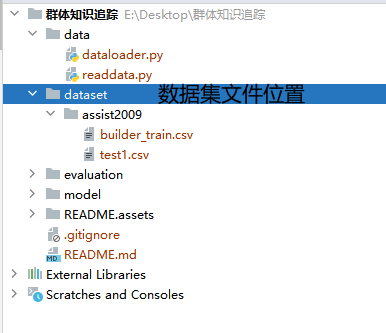 群体知识追踪 E:\Desktop\群体知识追踪
data
dataloader.py
readdata.py
dataset 数据集文件位置
assist2009
builder_train.csv
test1.csv
evaluation
model
README.assets
.gitignore
README.md
External Libraries
Scratches and Consoles